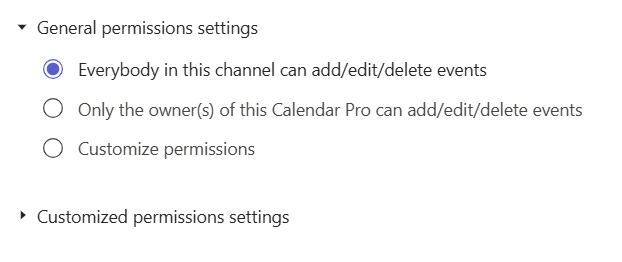 General permissions settings
Everybody in this channel can add/edit/delete events
Only the owner(s) of this Calendar Pro can add/edit/delete events
Customize permissions
Customized permissions settings